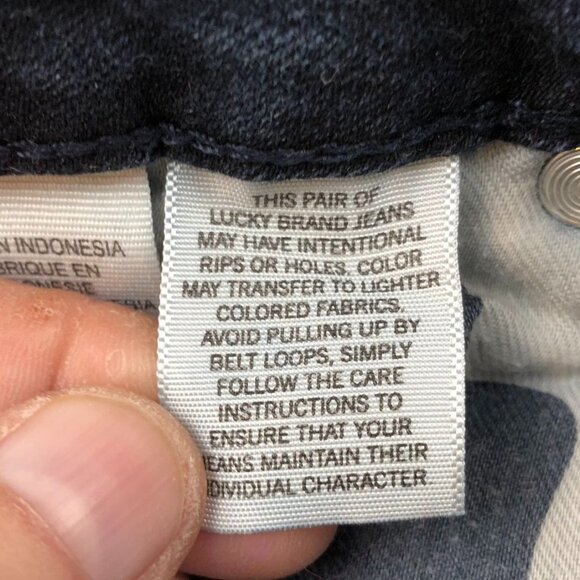 THIS PAIR OF
LUCKY BRAND JEANS
MAY HAVE INTENTIONAL
RIPS OR HOLES, COLOR
MAY TRANSFER TO LIGHTER
COLORED FABRICS,
AVOID PULLING UP BY
BELT LOOPS, SIMPLY
FOLLOW THE CARE
INSTRUCTIONS TO
ENSURE THAT YOUR
JEANS MAINTAIN THEIR
INDIVIDUAL CHARACTER
N INDONESIA
BRIQUE EN
ONESIE
ERIA